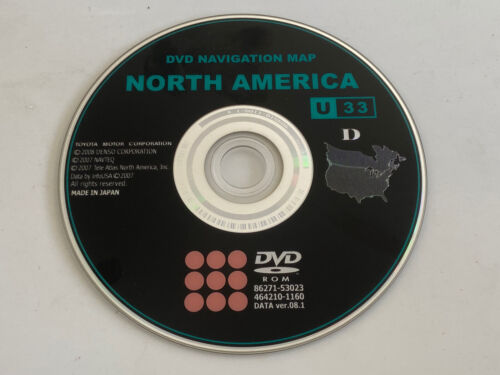 DVD NAVIGATION MAP
NORTH AMERICA
U 33
D
TOYOTA MOTOR CORPORATION
© 2008 DENSO CORPORATION
© 2007 NAVTEQ
© 2007 Tele Atlas North America, Inc
Data by infoUSA © 2007
All rights reserved.
MADE IN JAPAN
DVD
ROM
86271-53023
464210-1160
DATA ver.08.1